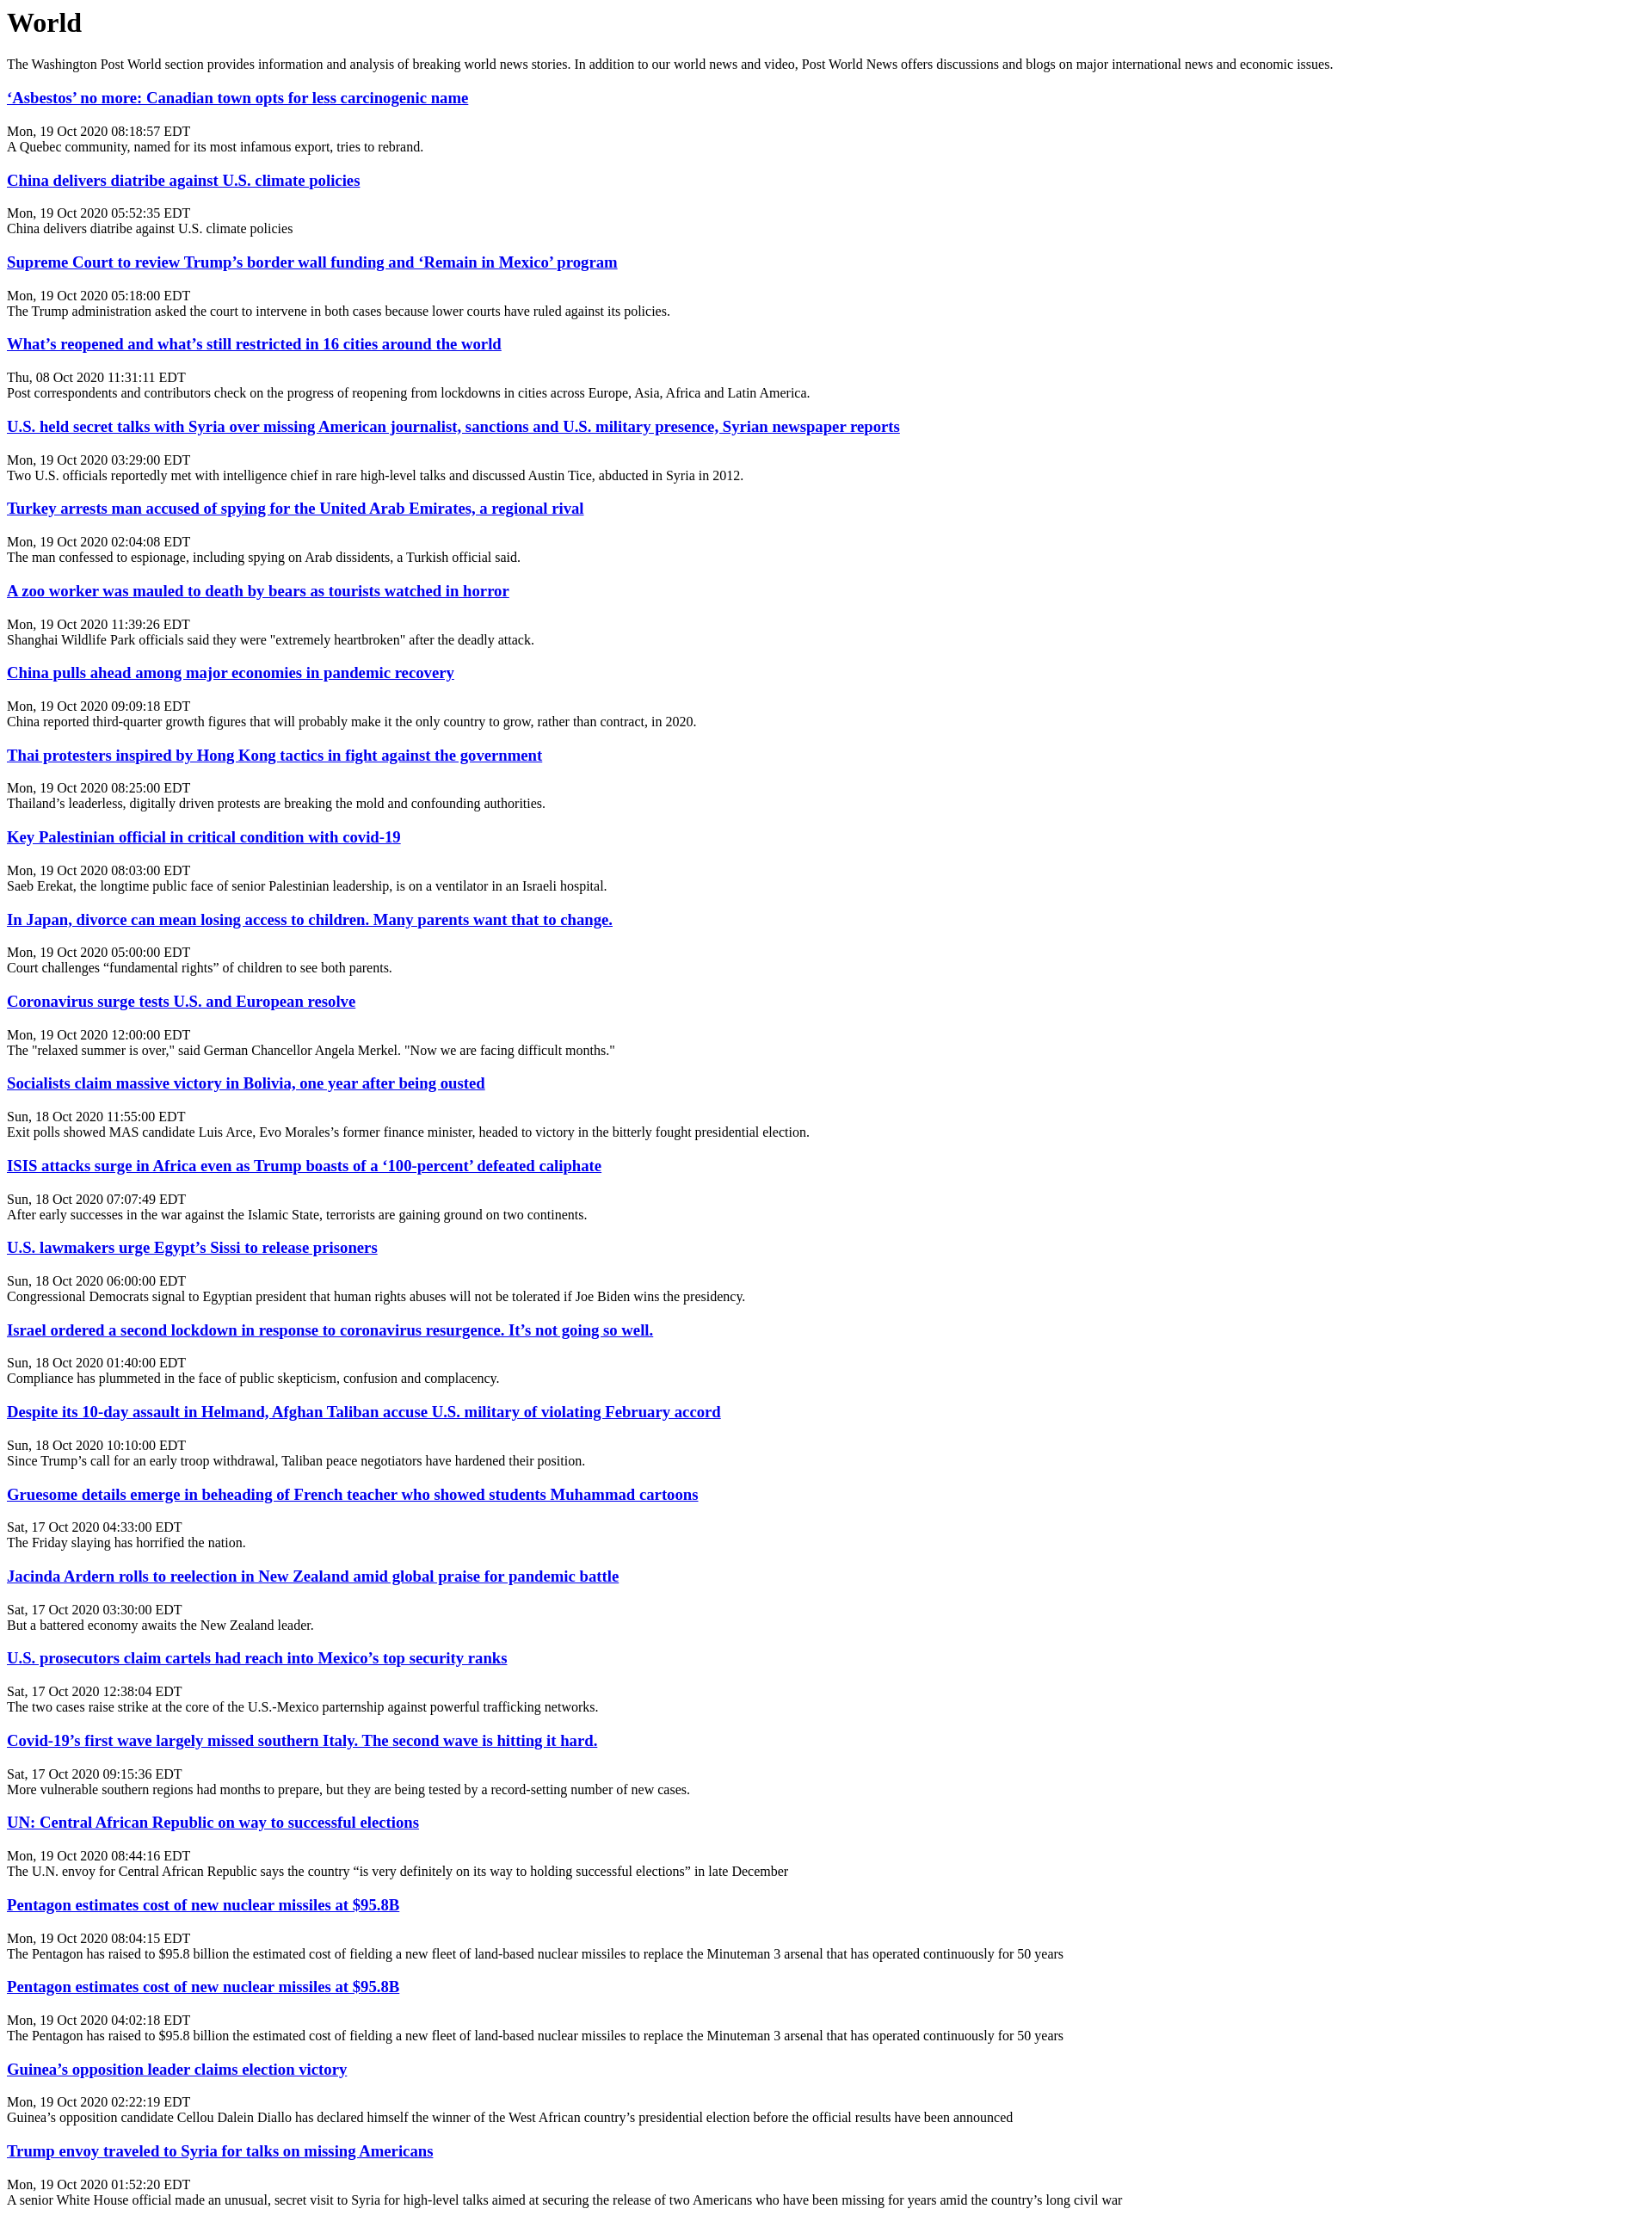 World
The Washington Post World section provides information and analysis of breaking world news stories. In addition to our world news and video, Post World News offers discussions and blogs on major international news and economic issues.
‘Asbestos’ no more: Canadian town opts for less carcinogenic name
Mon, 19 Oct 2020 08:18:57 EDT
A Quebec community, named for its most infamous export, tries to rebrand.
China delivers diatribe against U.S. climate policies
Mon, 19 Oct 2020 05:52:35 EDT
China delivers diatribe against U.S. climate policies
Supreme Court to review Trump’s border wall funding and ‘Remain in Mexico’ program
Mon, 19 Oct 2020 05:18:00 EDT
The Trump administration asked the court to intervene in both cases because lower courts have ruled against its policies.
What’s reopened and what’s still restricted in 16 cities around the world
Thu, 08 Oct 2020 11:31:11 EDT
Post correspondents and contributors check on the progress of reopening from lockdowns in cities across Europe, Asia, Africa and Latin America.
U.S. held secret talks with Syria over missing American journalist, sanctions and U.S. military presence, Syrian newspaper reports
Mon, 19 Oct 2020 03:29:00 EDT
Two U.S. officials reportedly met with intelligence chief in rare high-level talks and discussed Austin Tice, abducted in Syria in 2012.
Turkey arrests man accused of spying for the United Arab Emirates, a regional rival
Mon, 19 Oct 2020 02:04:08 EDT
The man confessed to espionage, including spying on Arab dissidents, a Turkish official said.
A zoo worker was mauled to death by bears as tourists watched in horror
Mon, 19 Oct 2020 11:39:26 EDT
Shanghai Wildlife Park officials said they were "extremely heartbroken" after the deadly attack.
China pulls ahead among major economies in pandemic recovery
Mon, 19 Oct 2020 09:09:18 EDT
China reported third-quarter growth figures that will probably make it the only country to grow, rather than contract, in 2020.
Thai protesters inspired by Hong Kong tactics in fight against the government
Mon, 19 Oct 2020 08:25:00 EDT
Thailand’s leaderless, digitally driven protests are breaking the mold and confounding authorities.
Key Palestinian official in critical condition with covid-19
Mon, 19 Oct 2020 08:03:00 EDT
Saeb Erekat, the longtime public face of senior Palestinian leadership, is on a ventilator in an Israeli hospital.
In Japan, divorce can mean losing access to children. Many parents want that to change.
Mon, 19 Oct 2020 05:00:00 EDT
Court challenges “fundamental rights” of children to see both parents.
Coronavirus surge tests U.S. and European resolve
Mon, 19 Oct 2020 12:00:00 EDT
The "relaxed summer is over," said German Chancellor Angela Merkel. "Now we are facing difficult months."
Socialists claim massive victory in Bolivia, one year after being ousted
Sun, 18 Oct 2020 11:55:00 EDT
Exit polls showed MAS candidate Luis Arce, Evo Morales’s former finance minister, headed to victory in the bitterly fought presidential election.
ISIS attacks surge in Africa even as Trump boasts of a ‘100-percent’ defeated caliphate
Sun, 18 Oct 2020 07:07:49 EDT
After early successes in the war against the Islamic State, terrorists are gaining ground on two continents.
U.S. lawmakers urge Egypt’s Sissi to release prisoners
Sun, 18 Oct 2020 06:00:00 EDT
Congressional Democrats signal to Egyptian president that human rights abuses will not be tolerated if Joe Biden wins the presidency.
Israel ordered a second lockdown in response to coronavirus resurgence. It’s not going so well.
Sun, 18 Oct 2020 01:40:00 EDT
Compliance has plummeted in the face of public skepticism, confusion and complacency.
Despite its 10-day assault in Helmand, Afghan Taliban accuse U.S. military of violating February accord
Sun, 18 Oct 2020 10:10:00 EDT
Since Trump’s call for an early troop withdrawal, Taliban peace negotiators have hardened their position.
Gruesome details emerge in beheading of French teacher who showed students Muhammad cartoons
Sat, 17 Oct 2020 04:33:00 EDT
The Friday slaying has horrified the nation.
Jacinda Ardern rolls to reelection in New Zealand amid global praise for pandemic battle
Sat, 17 Oct 2020 03:30:00 EDT
But a battered economy awaits the New Zealand leader.
U.S. prosecutors claim cartels had reach into Mexico’s top security ranks
Sat, 17 Oct 2020 12:38:04 EDT
The two cases raise strike at the core of the U.S.-Mexico parternship against powerful trafficking networks.
Covid-19’s first wave largely missed southern Italy. The second wave is hitting it hard.
Sat, 17 Oct 2020 09:15:36 EDT
More vulnerable southern regions had months to prepare, but they are being tested by a record-setting number of new cases.
UN: Central African Republic on way to successful elections
Mon, 19 Oct 2020 08:44:16 EDT
The U.N. envoy for Central African Republic says the country “is very definitely on its way to holding successful elections” in late December
Pentagon estimates cost of new nuclear missiles at $95.8B
Mon, 19 Oct 2020 08:04:15 EDT
The Pentagon has raised to $95.8 billion the estimated cost of fielding a new fleet of land-based nuclear missiles to replace the Minuteman 3 arsenal that has operated continuously for 50 years
Pentagon estimates cost of new nuclear missiles at $95.8B
Mon, 19 Oct 2020 04:02:18 EDT
The Pentagon has raised to $95.8 billion the estimated cost of fielding a new fleet of land-based nuclear missiles to replace the Minuteman 3 arsenal that has operated continuously for 50 years
Guinea’s opposition leader claims election victory
Mon, 19 Oct 2020 02:22:19 EDT
Guinea’s opposition candidate Cellou Dalein Diallo has declared himself the winner of the West African country’s presidential election before the official results have been announced
Trump envoy traveled to Syria for talks on missing Americans
Mon, 19 Oct 2020 01:52:20 EDT
A senior White House official made an unusual, secret visit to Syria for high-level talks aimed at securing the release of two Americans who have been missing for years amid the country’s long civil war